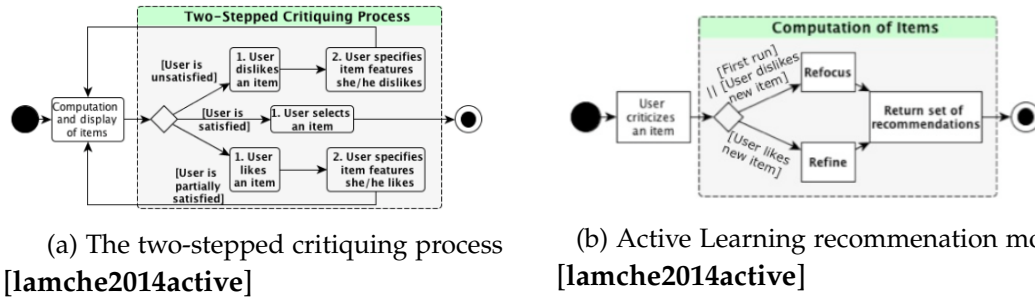 Two-Stepped Critiquing Process
[User is
unsatisfied]
1. User
dislikes
an item
2. User specifies
item features
she/he dislikes
Computation
and display
of items
[User is
satisfied]
1. User selects
an item
[User is
partially
satisfied]
1. User
likes
an item
2. User specifies
item features
she/he likes
(a) The two-stepped critiquing process
[lamche2014active]
Computation of Items
User
criticizes
an item
[First run]
|| [User dislikes
new item]
Refocus
[User likes
new item]
Refine
Return set of
recommendations
(b) Active Learning recommenation mo
[lamche2014active]